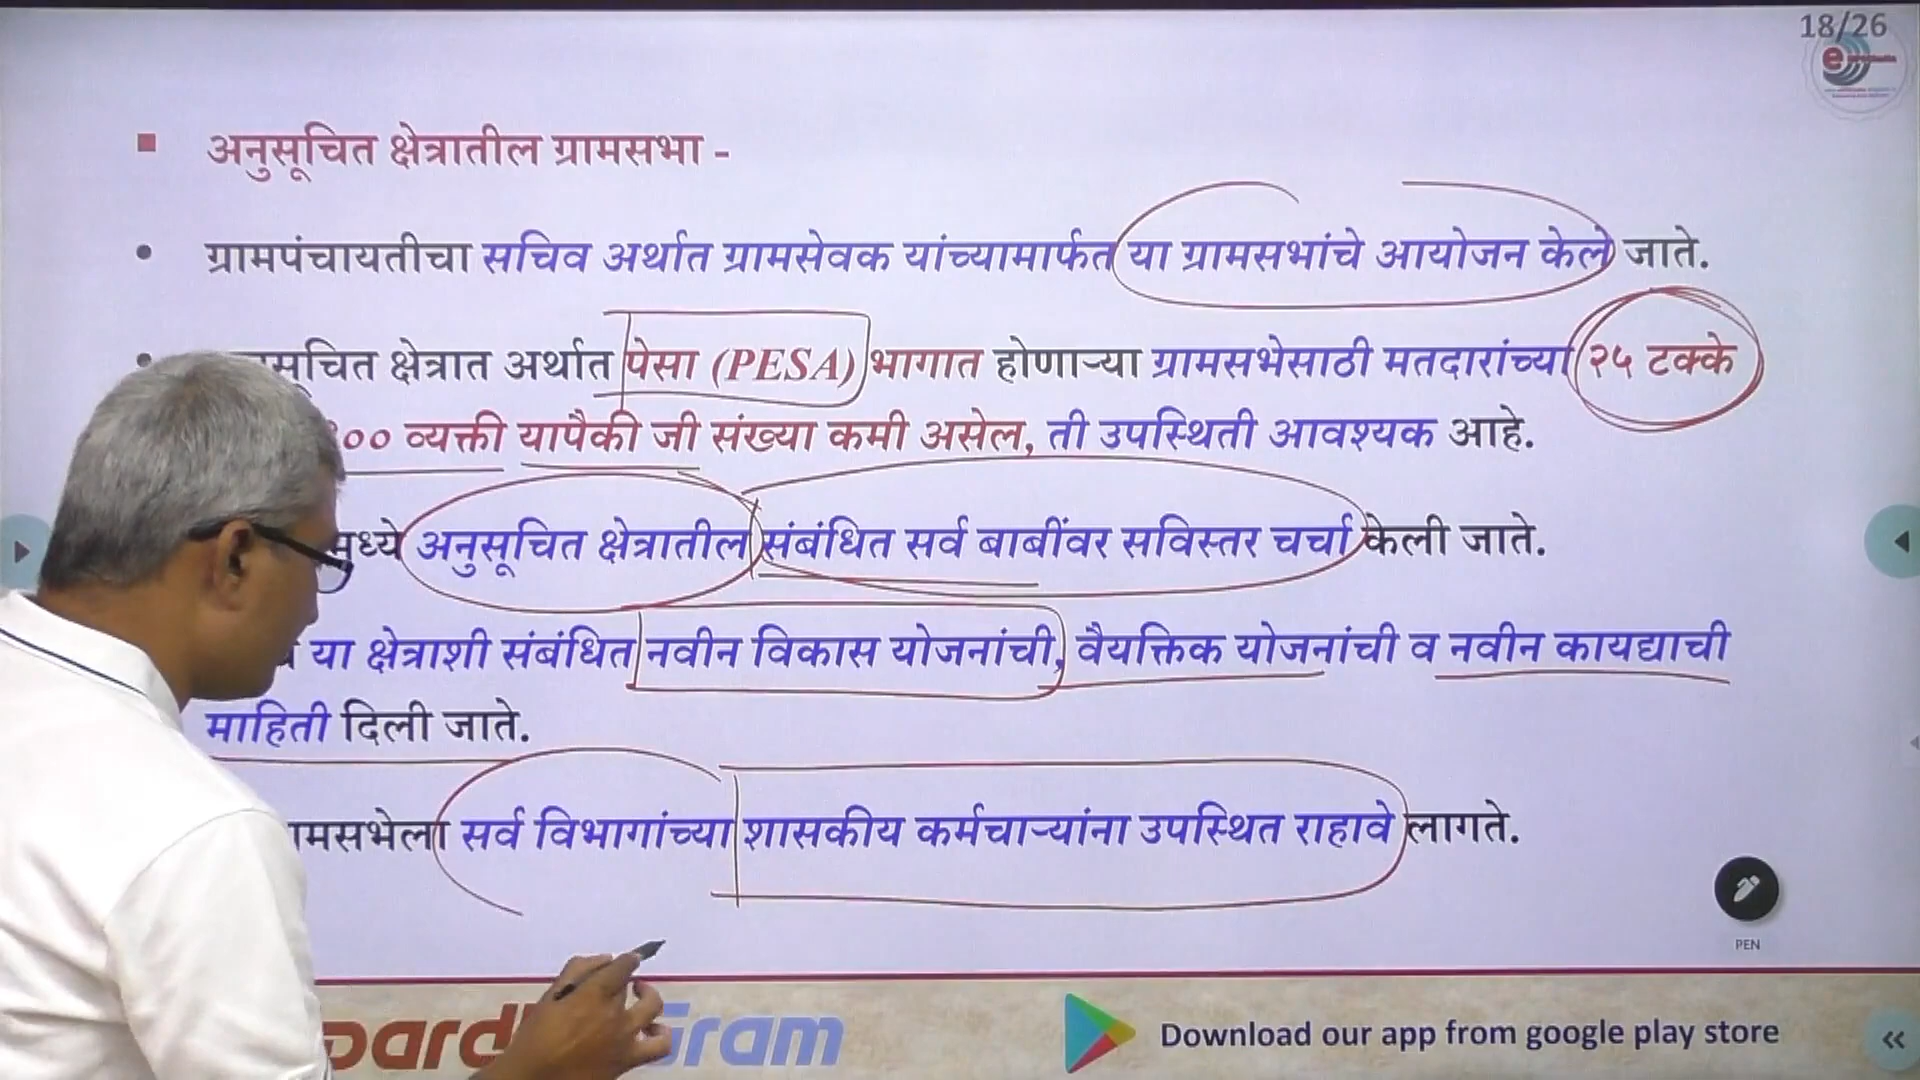 18/26
अनुसूचित क्षेत्रातील ग्रामसभा -
ग्रामपंचायतीचा सचिव अर्थात ग्रामसेवक यांच्यामार्फत या ग्रामसभांचे आयोजन केले जाते.
क्षेत्रात अर्थात पेसा (PESA) भागात होणाऱ्या ग्रामसभेसाठी मतदारांच्या २५ टक्के
व्यक्ती यापैकी जी संख्या कमी असेल, ती उपस्थिती आवश्यक आहे.
अनुसूचित क्षेत्रातील संबंधित सर्व बाबींवर सविस्तर चर्चा केली जाते.
या क्षेत्राशी संबंधित नवीन विकास योजनांची, वैयक्तिक योजनांची व नवीन कायद्याची
माहिती दिली जाते.
सर्व विभागांच्या शासकीय कर्मचाऱ्यांना उपस्थित राहावे लागते.
PEN
Download our app from google play store